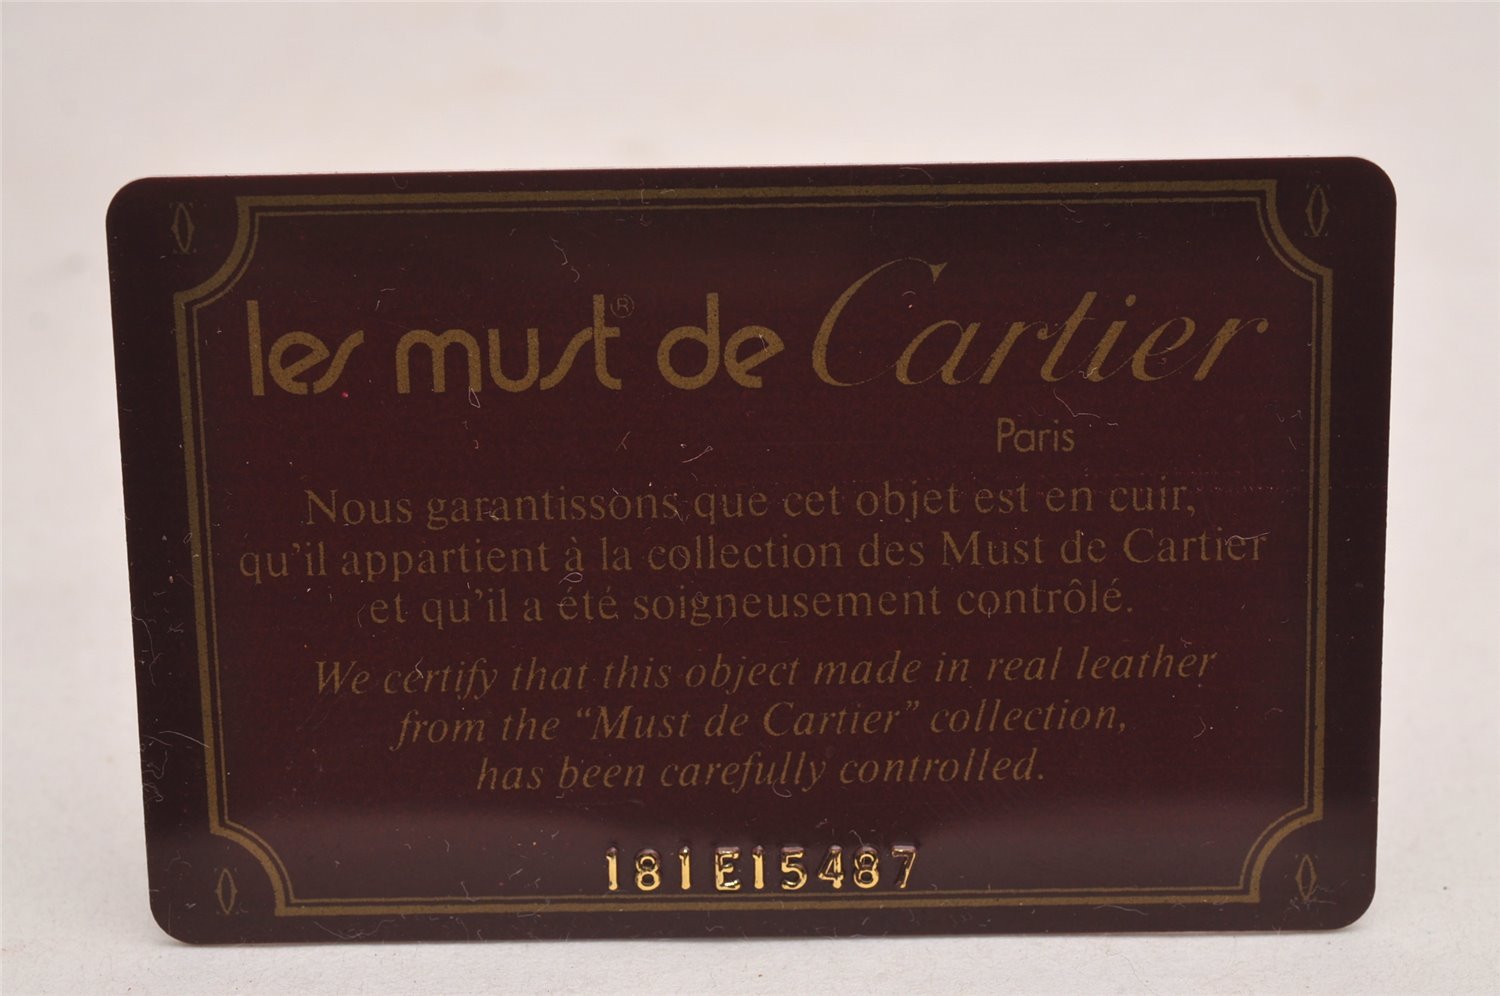 les must® de Cartier
Paris
Nous garantissons que cet objet est en cuir,
qu'il appartient à la collection des Must de Cartier
et qu'il a été soigneusement contrôlé.
We certify that this object made in real leather
from the “Must de Cartier” collection,
has been carefully controlled.
181E15487